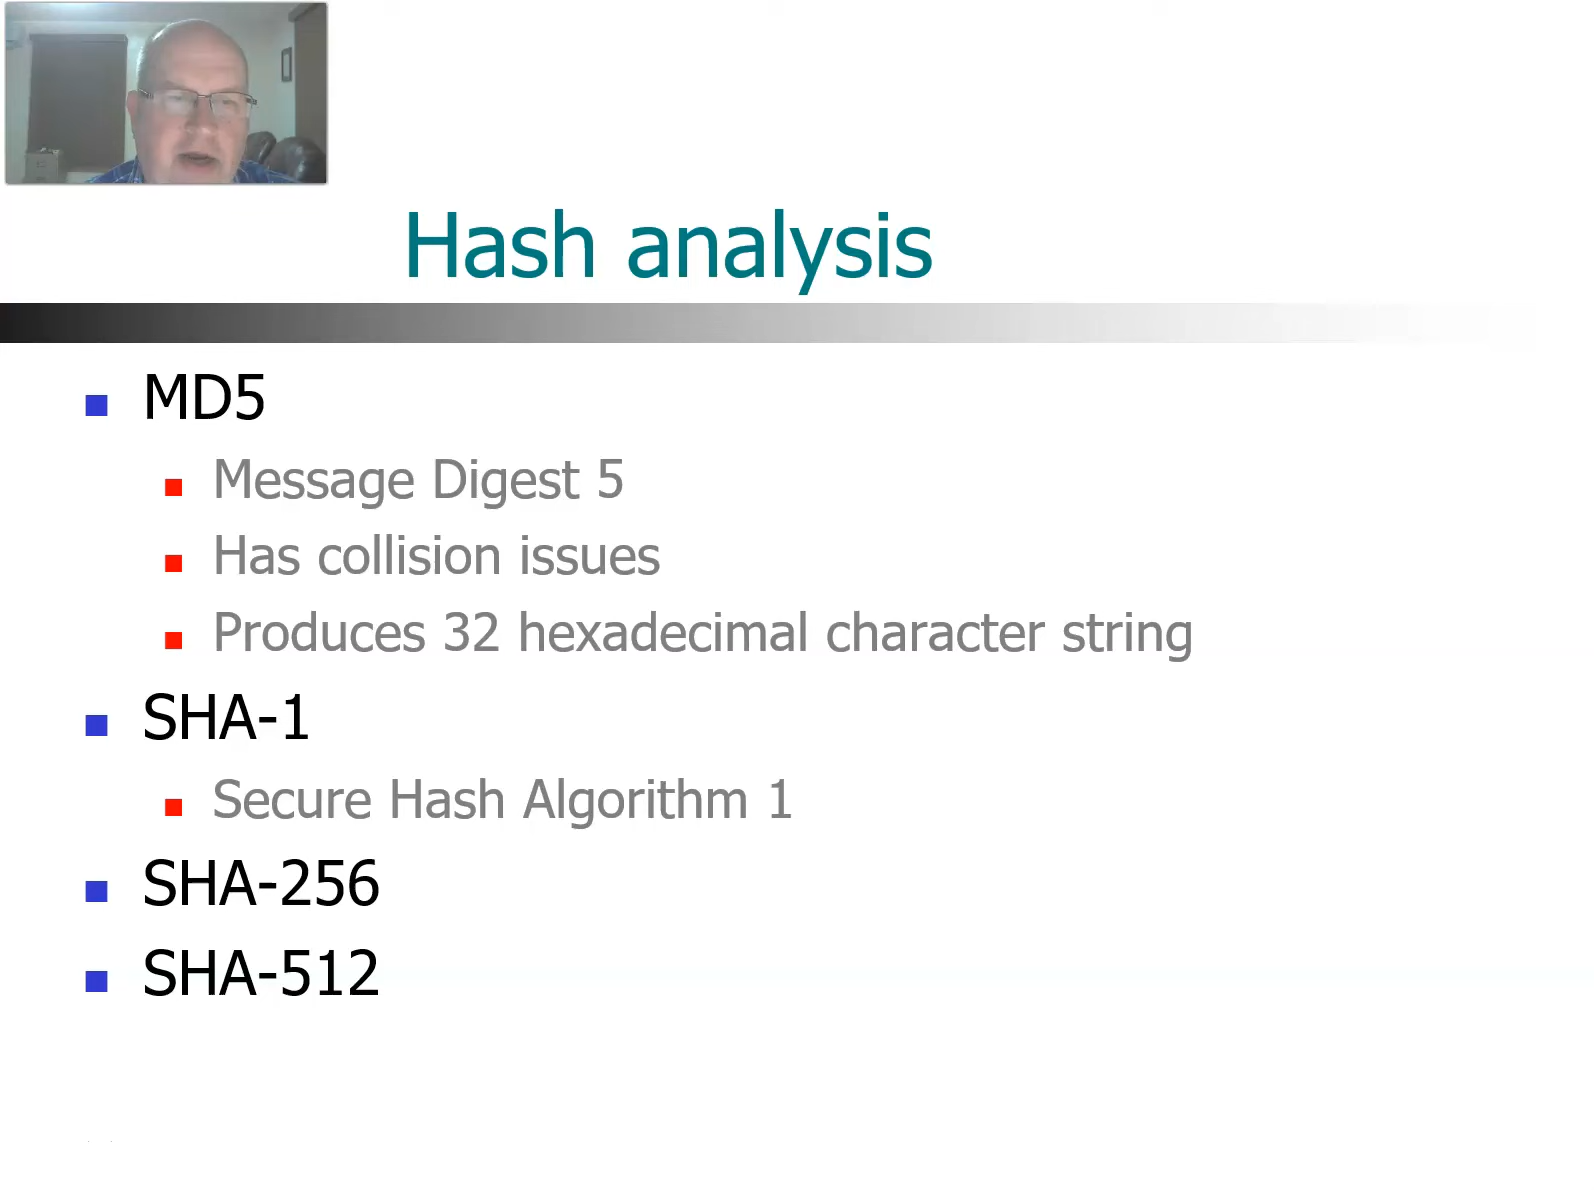 Hash analysis
MD5
Message Digest 5
Has collision issues
Produces 32 hexadecimal character string
SHA-1
Secure Hash Algorithm 1
SHA-256
SHA-512